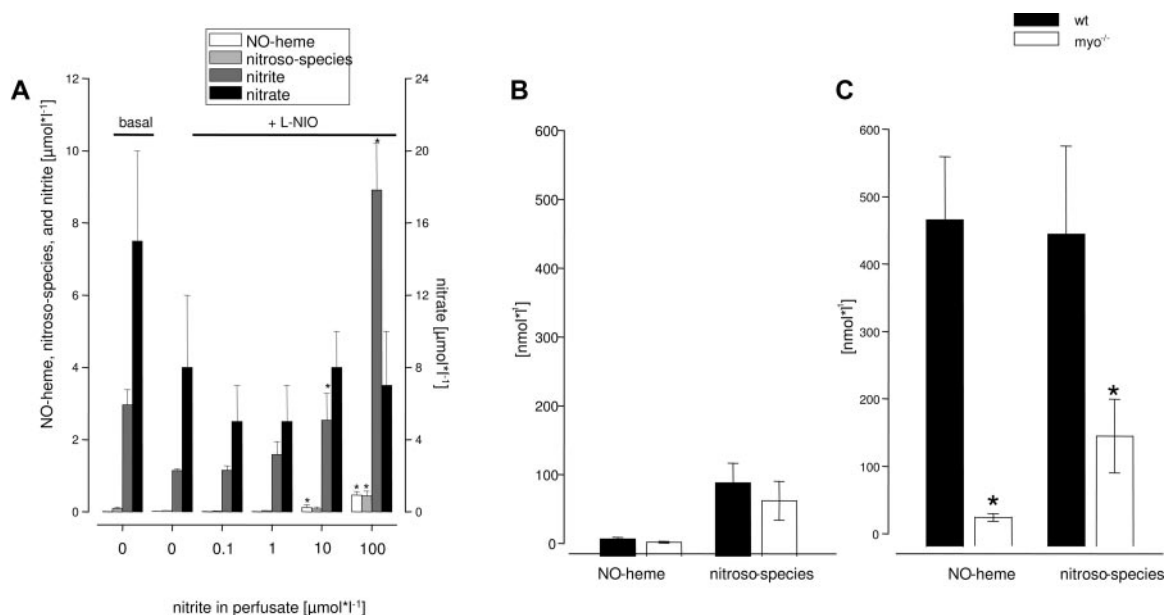 wt
myo-/-
NO-heme
nitroso-species
nitrite
nitrate
A
12
10
8
6
4
2
0
NO-heme, nitroso-species, and nitrite [µmol*l-1]
basal
+ L-NIO
*
*
*
*
*
24
20
16
12
8
4
0
nitrate [µmol*l-1]
0
0
0.1
1
10
100
nitrite in perfusate [µmol*l-1]
B
600
500
400
300
200
100
0
[nmol*l1]
NO-heme
nitroso-species
C
600
500
400
300
200
100
0
[nmol*l1]
*
*
NO-heme
nitroso-species